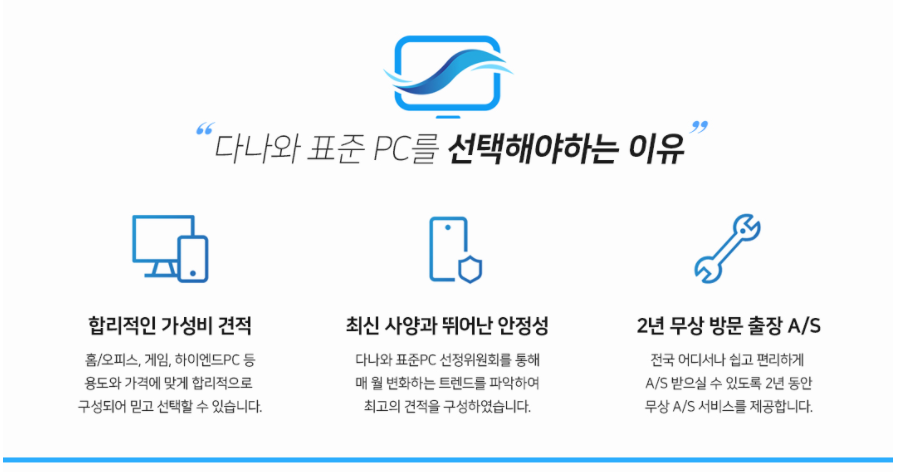 “다나와 표준 PC를 선택해야하는 이유”
합리적인 가성비 견적
홈/오피스, 게임, 하이엔드PC 등
용도와 가격에 맞게 합리적으로
구성되어 믿고 선택할 수 있습니다.
최신 사양과 뛰어난 안정성
다나와 표준PC 선정위원회를 통해
매 월 변화하는 트렌드를 파악하여
최고의 견적을 구성하였습니다.
2년 무상 방문 출장 A/S
전국 어디서나 쉽고 편리하게
A/S 받으실 수 있도록 2년 동안
무상 A/S 서비스를 제공합니다.